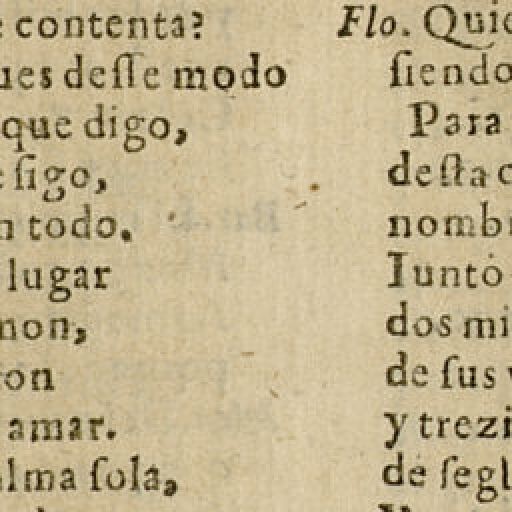 contenta?
ues desse modo
que digo,
sigo,
todo.
lugar
mon,
on
amar.
alma sola,
Flo. Quie
siendo
Para
desta
nombr
Iunto
dos mi
de sus
y trezi
de segl